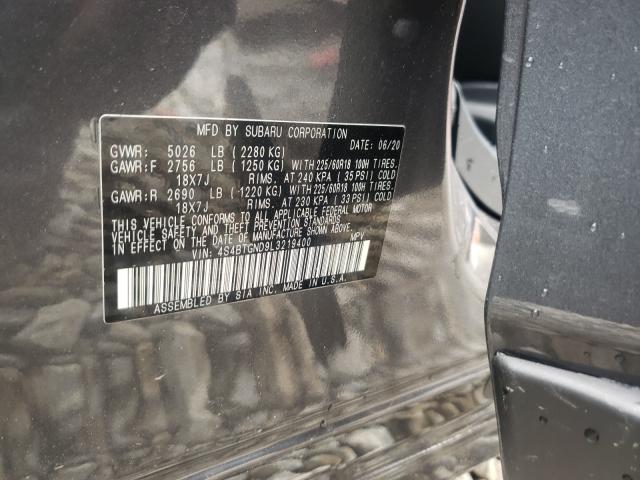 MFD BY SUBARU CORPORATION DATE: 06/20
GVWR: 5026 LB (2280 KG)
GAWR:F 2756 LB (1250 KG) WITH 225/60R18 100H TIRES.
18X7J RIMS. AT 240 KPA (35 PSI) COLD
GAWR:R 2690 LB (1220 KG) WITH 225/60R18 100H TIRES.
18X7J RIMS. AT 230 KPA (33 PSI) COLD
THIS VEHICLE CONFORMS TO ALL APPLICABLE FEDERAL MOTOR
VEHICLE SAFETY, AND THEFT PREVENTION STANDARDS
IN EFFECT ON THE DATE OF MANUFACTURE SHOWN ABOVE.
VIN: 4S4BTGND9L3219400 MPV
ASSEMBLED BY SIA INC. MADE IN U.S.A.